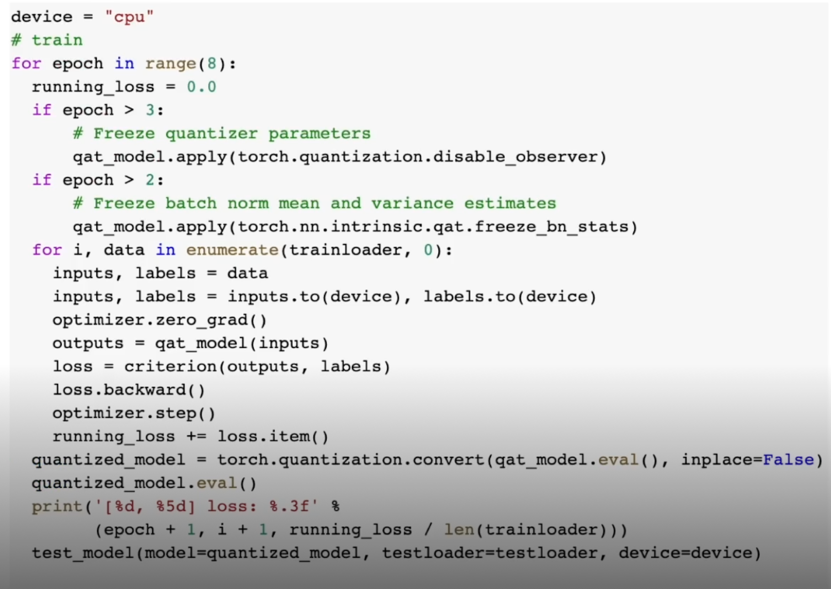 device = "cpu"
# train
for epoch in range(8):
  running_loss = 0.0
  if epoch > 3:
      # Freeze quantizer parameters
      qat_model.apply(torch.quantization.disable_observer)
  if epoch > 2:
      # Freeze batch norm mean and variance estimates
      qat_model.apply(torch.nn.intrinsic.qat.freeze_bn_stats)
  for i, data in enumerate(trainloader, 0):
    inputs, labels = data
    inputs, labels = inputs.to(device), labels.to(device)
    optimizer.zero_grad()
    outputs = qat_model(inputs)
    loss = criterion(outputs, labels)
    loss.backward()
    optimizer.step()
    running_loss += loss.item()
  quantized_model = torch.quantization.convert(qat_model.eval(), inplace=False)
  quantized_model.eval()
  print('[%d, %5d] loss: %.3f' %
        (epoch + 1, i + 1, running_loss / len(trainloader)))
  test_model(model=quantized_model, testloader=testloader, device=device)